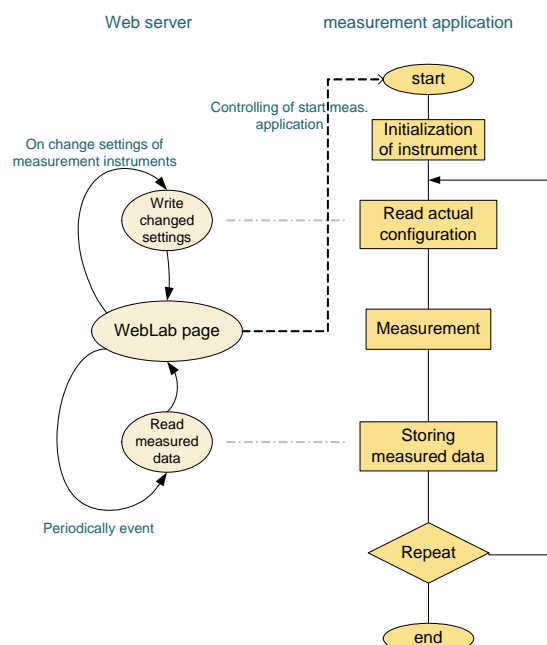 Web server
measurement application
start
Controlling of start meas.
application
Initialization
of instrument
On change settings of
measurement instruments
Write
changed
settings
Read actual
configuration
WebLab page
Measurement
Read
measured
data
Storing
measured data
Periodically event
Repeat
end